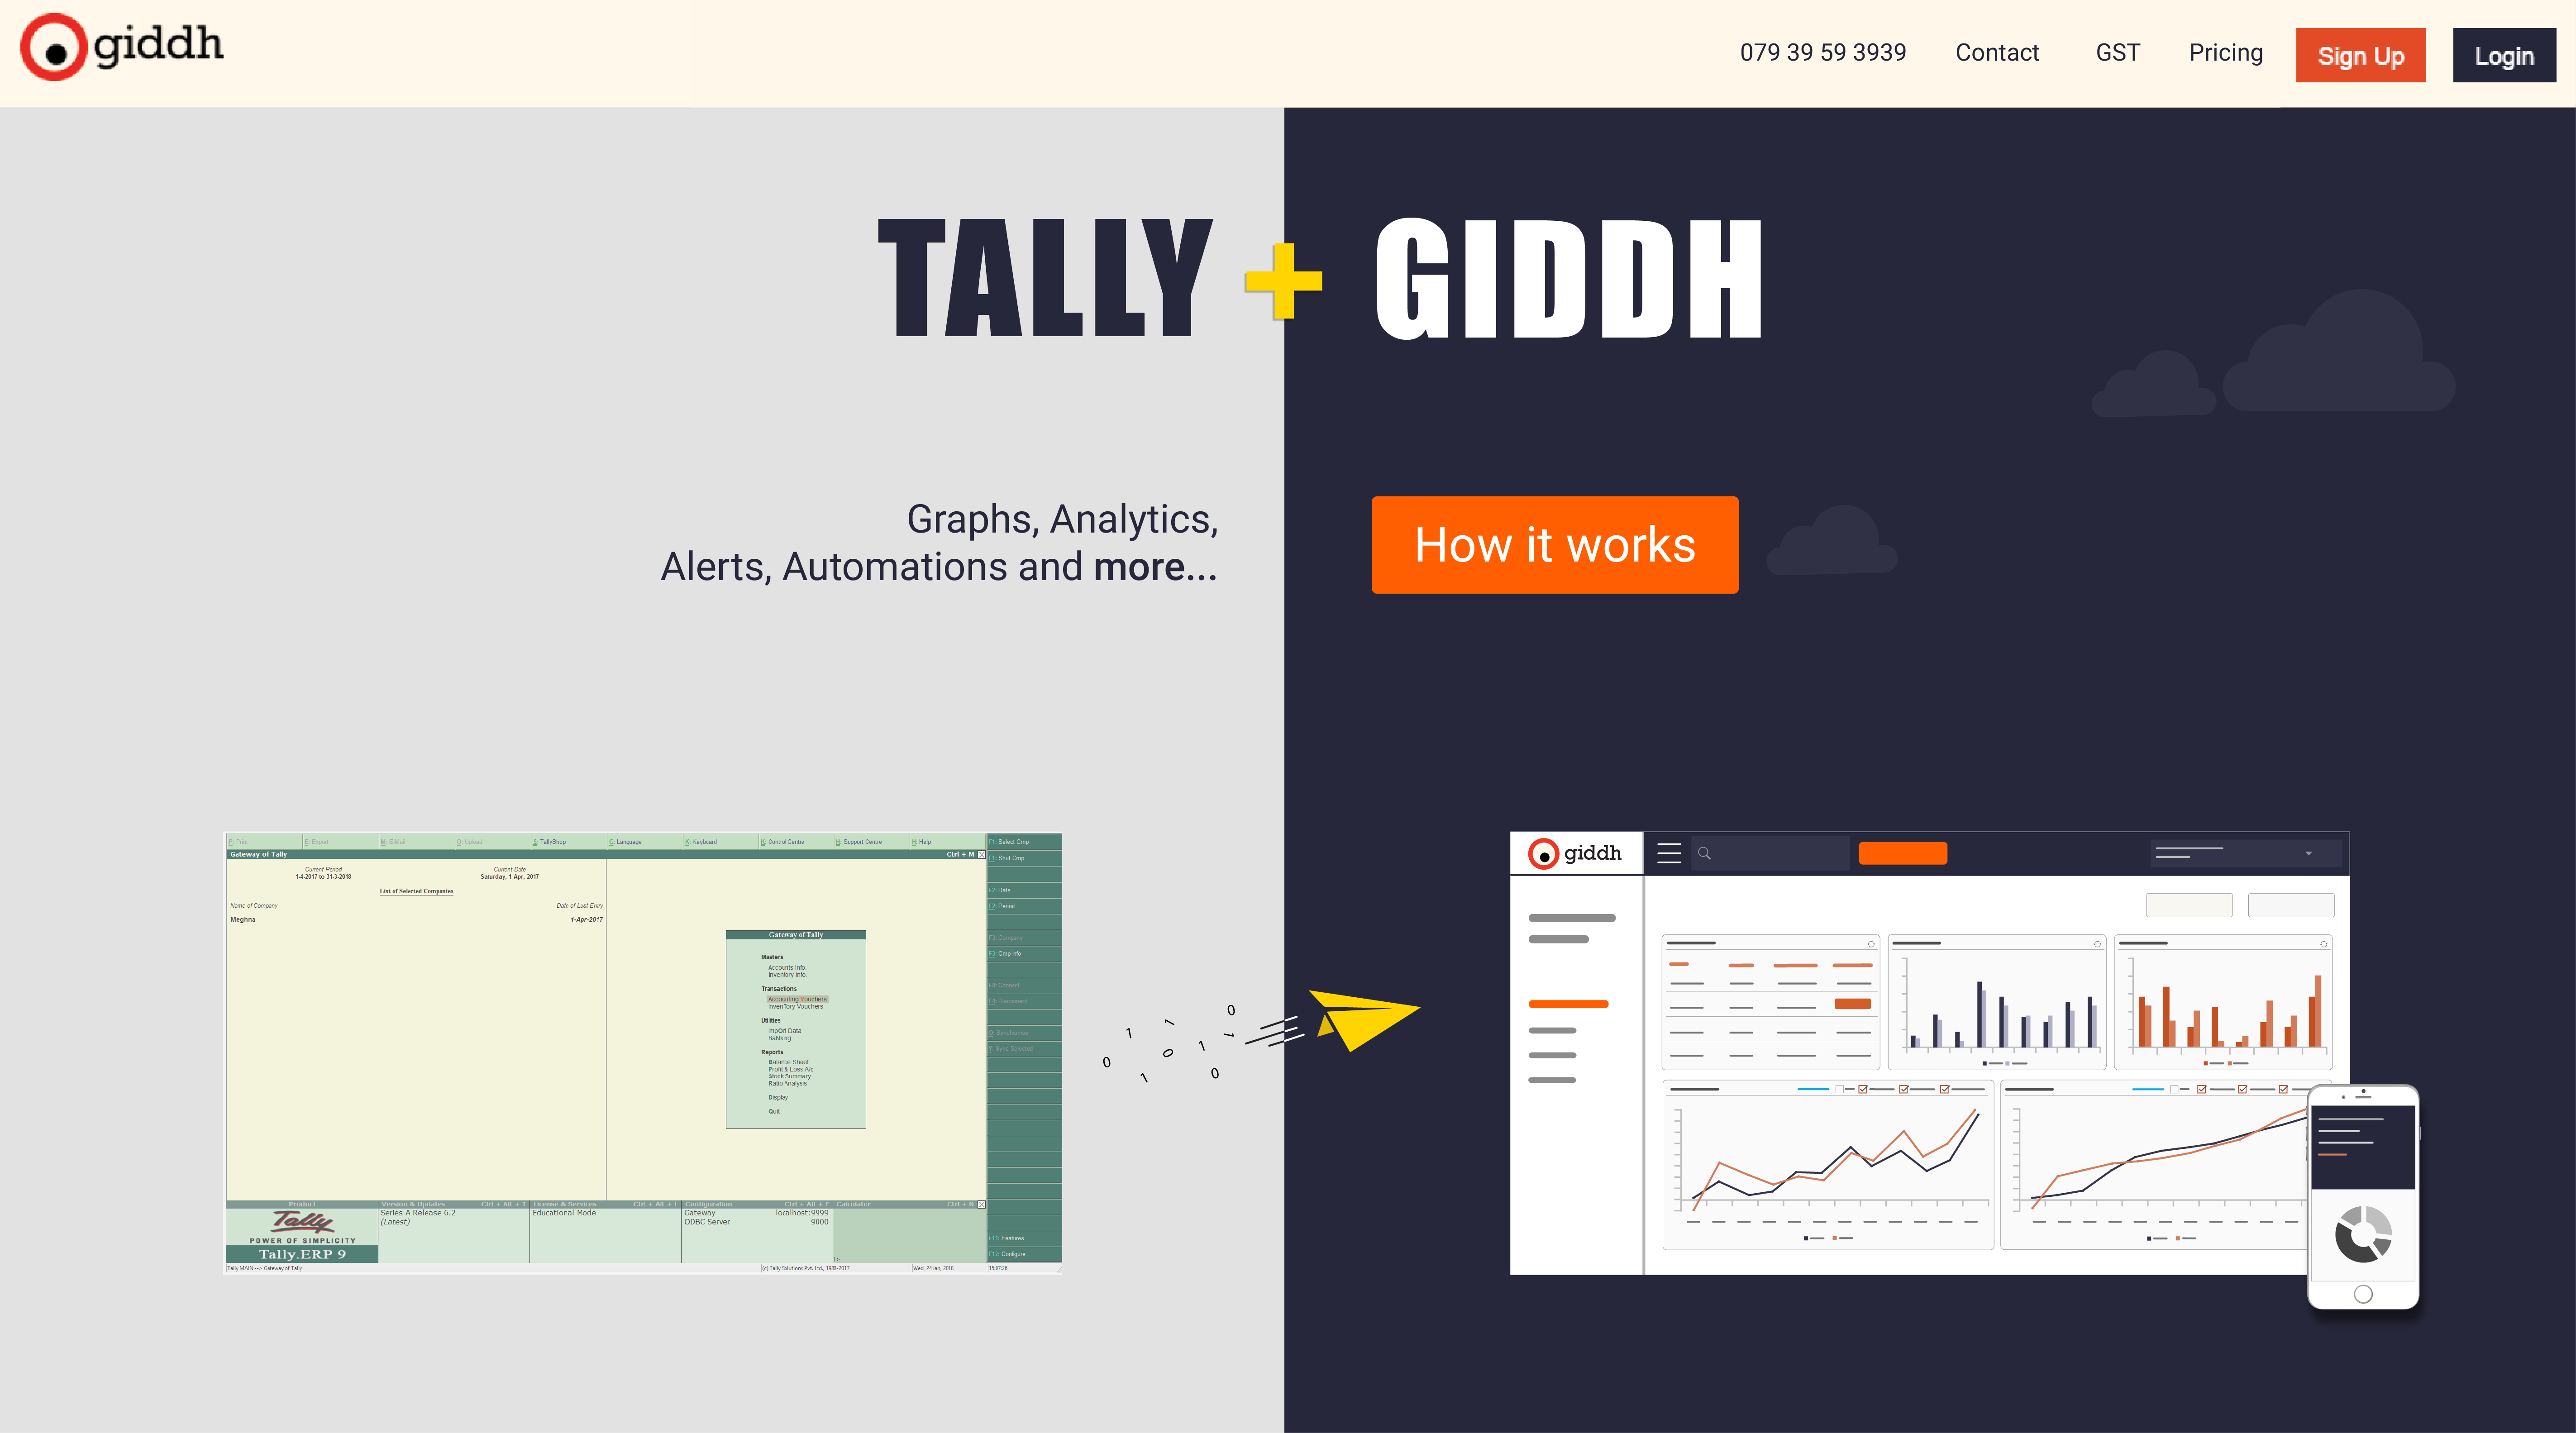 giddh
079 39 59 3939 Contact GST Pricing Sign Up Login
TALLY + GIDDH
Graphs, Analytics,
Alerts, Automations and more...
How it works
P: Print E: Export M: E-Mail O: Upload S: TallyShop G: Language K: Keyboard K: Control Centre H: Support Centre H: Help
Gateway of Tally Ctrl + M
Current Period Current Date
1-4-2017 to 31-3-2018 Saturday, 1 Apr, 2017
List of Selected Companies
Name of Company Date of Last Entry
Meghna 1-Apr-2017
Gateway of Tally
Masters
Accounts Info.
Inventory Info.
Transactions
Accounting Vouchers
InvenTory Vouchers
Utilities
ImpOrt Data
BaNking
Reports
Balance Sheet
Profit & Loss A/c
Stock Summary
Ratio Analysis
Display
Quit
F1: Select Cmp
F1: Shut Cmp
F2: Date
F2: Period
F3: Company
F3: Cmp Info
F4: Connect
F4: Disconnect
O: Synchronise
Y: Sync Selected
F11: Features
F12: Configure
Product Version & Updates Ctrl + Alt + T License & Services Ctrl + Alt + L Configuration Ctrl + Alt + F Calculator Ctrl + N
Tally
POWER OF SIMPLICITY
Tally.ERP 9
Series A Release 6.2
(Latest)
Educational Mode
Gateway localhost:9999
ODBC Server 9000
1>
Tally MAIN --> Gateway of Tally (c) Tally Solutions Pvt. Ltd., 1988-2017 Wed, 24 Jan, 2018 15:07:26
0 1 1 0 1 0 1 1 0
giddh